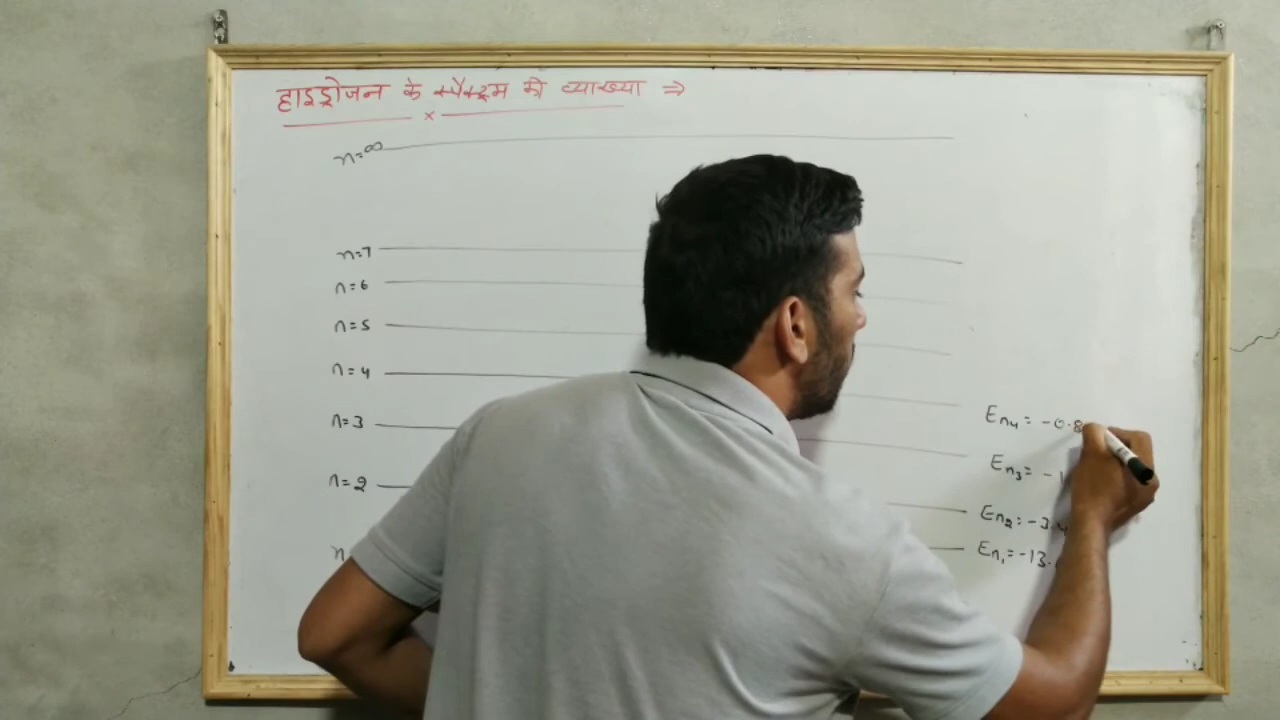 हाइड्रोजन के स्पैक्ट्रम की व्याख्या ⇒
n=∞
n=7
n=6
n=5
n=4
n=3
n=2
n
En4 = -0.8
En3 = -1
En2 = -3.4
En1 = -13.